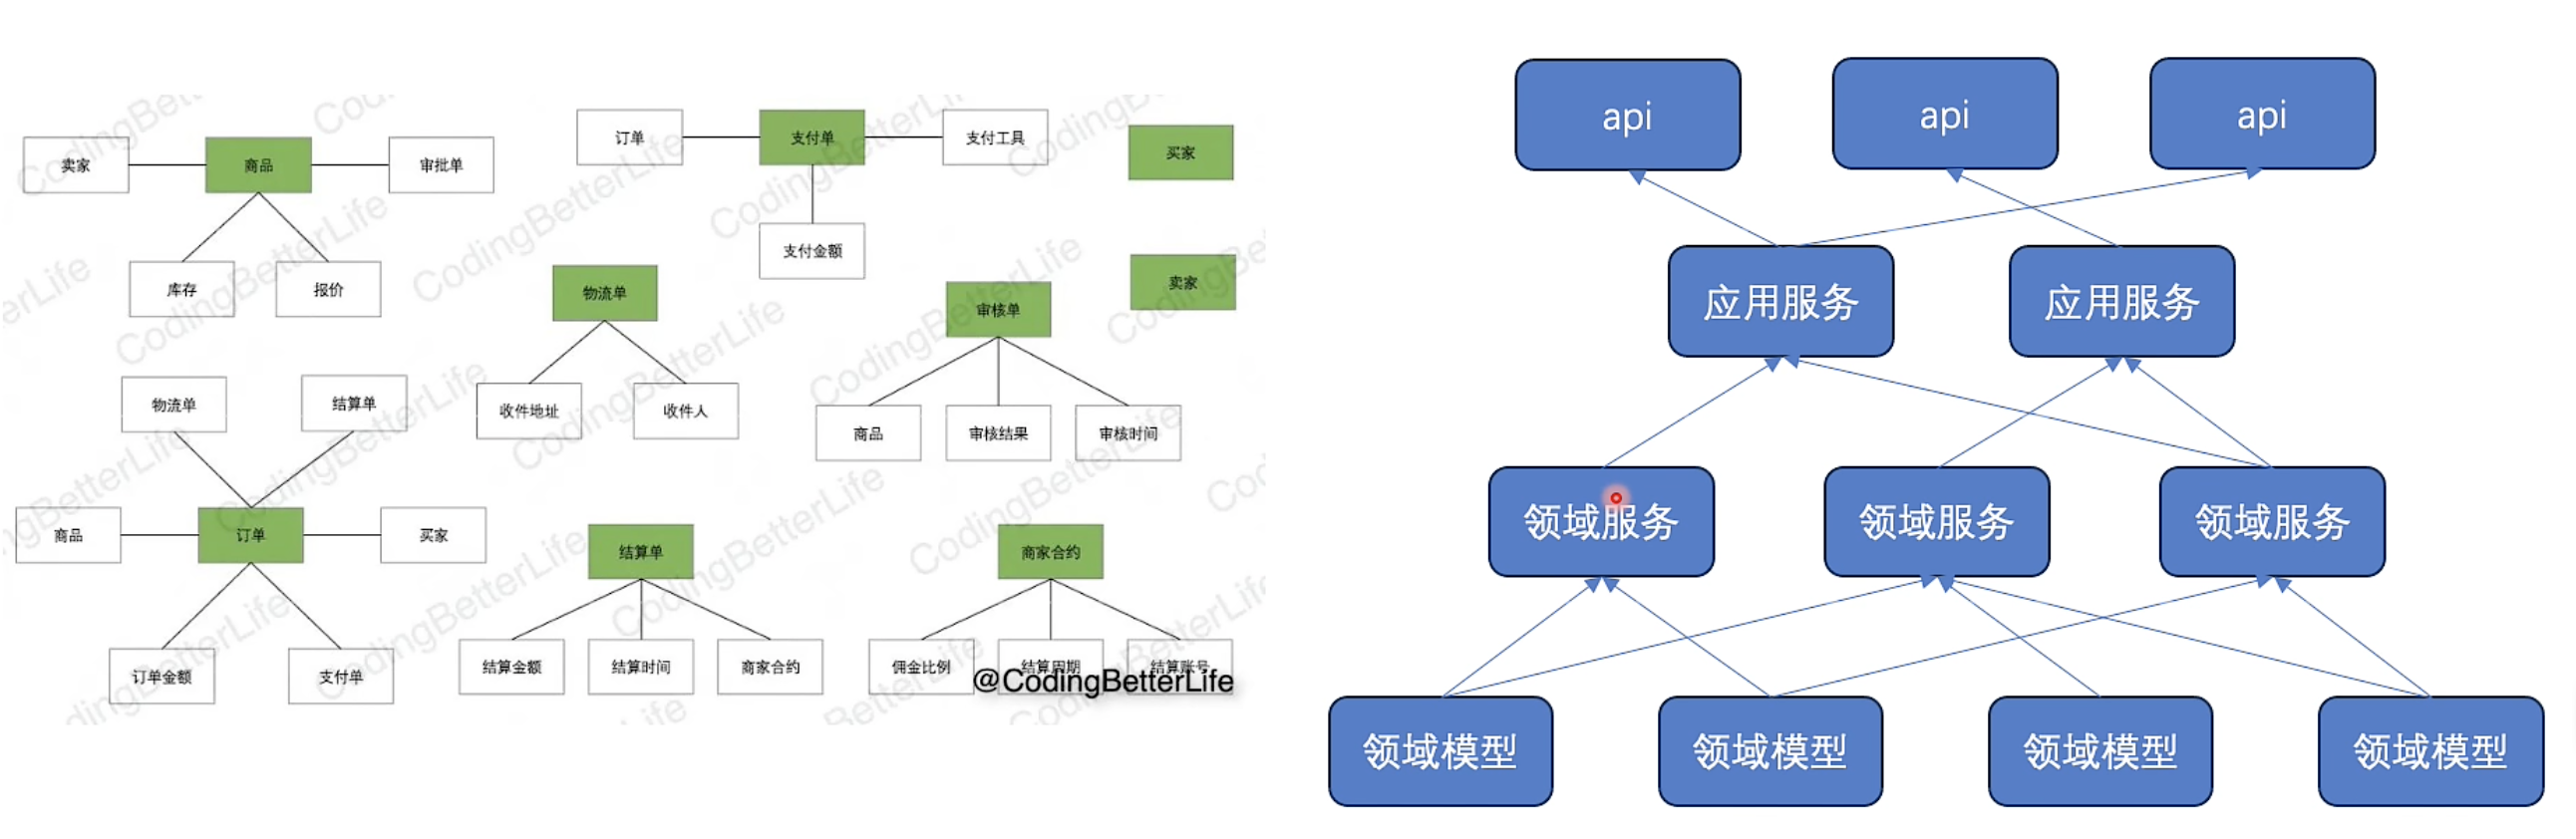 卖家
商品
审批单
库存
报价
订单
支付单
支付工具
支付金额
买家
卖家
物流单
收件地址
收件人
审核单
商品
审核结果
审核时间
物流单
结算单
商品
订单
买家
订单金额
支付单
结算单
结算金额
结算时间
商家合约
商家合约
佣金比例
结算周期
结算账号
@CodingBetterLife
CodingBetterLife
api
api
api
应用服务
应用服务
领域服务
领域服务
领域服务
领域模型
领域模型
领域模型
领域模型